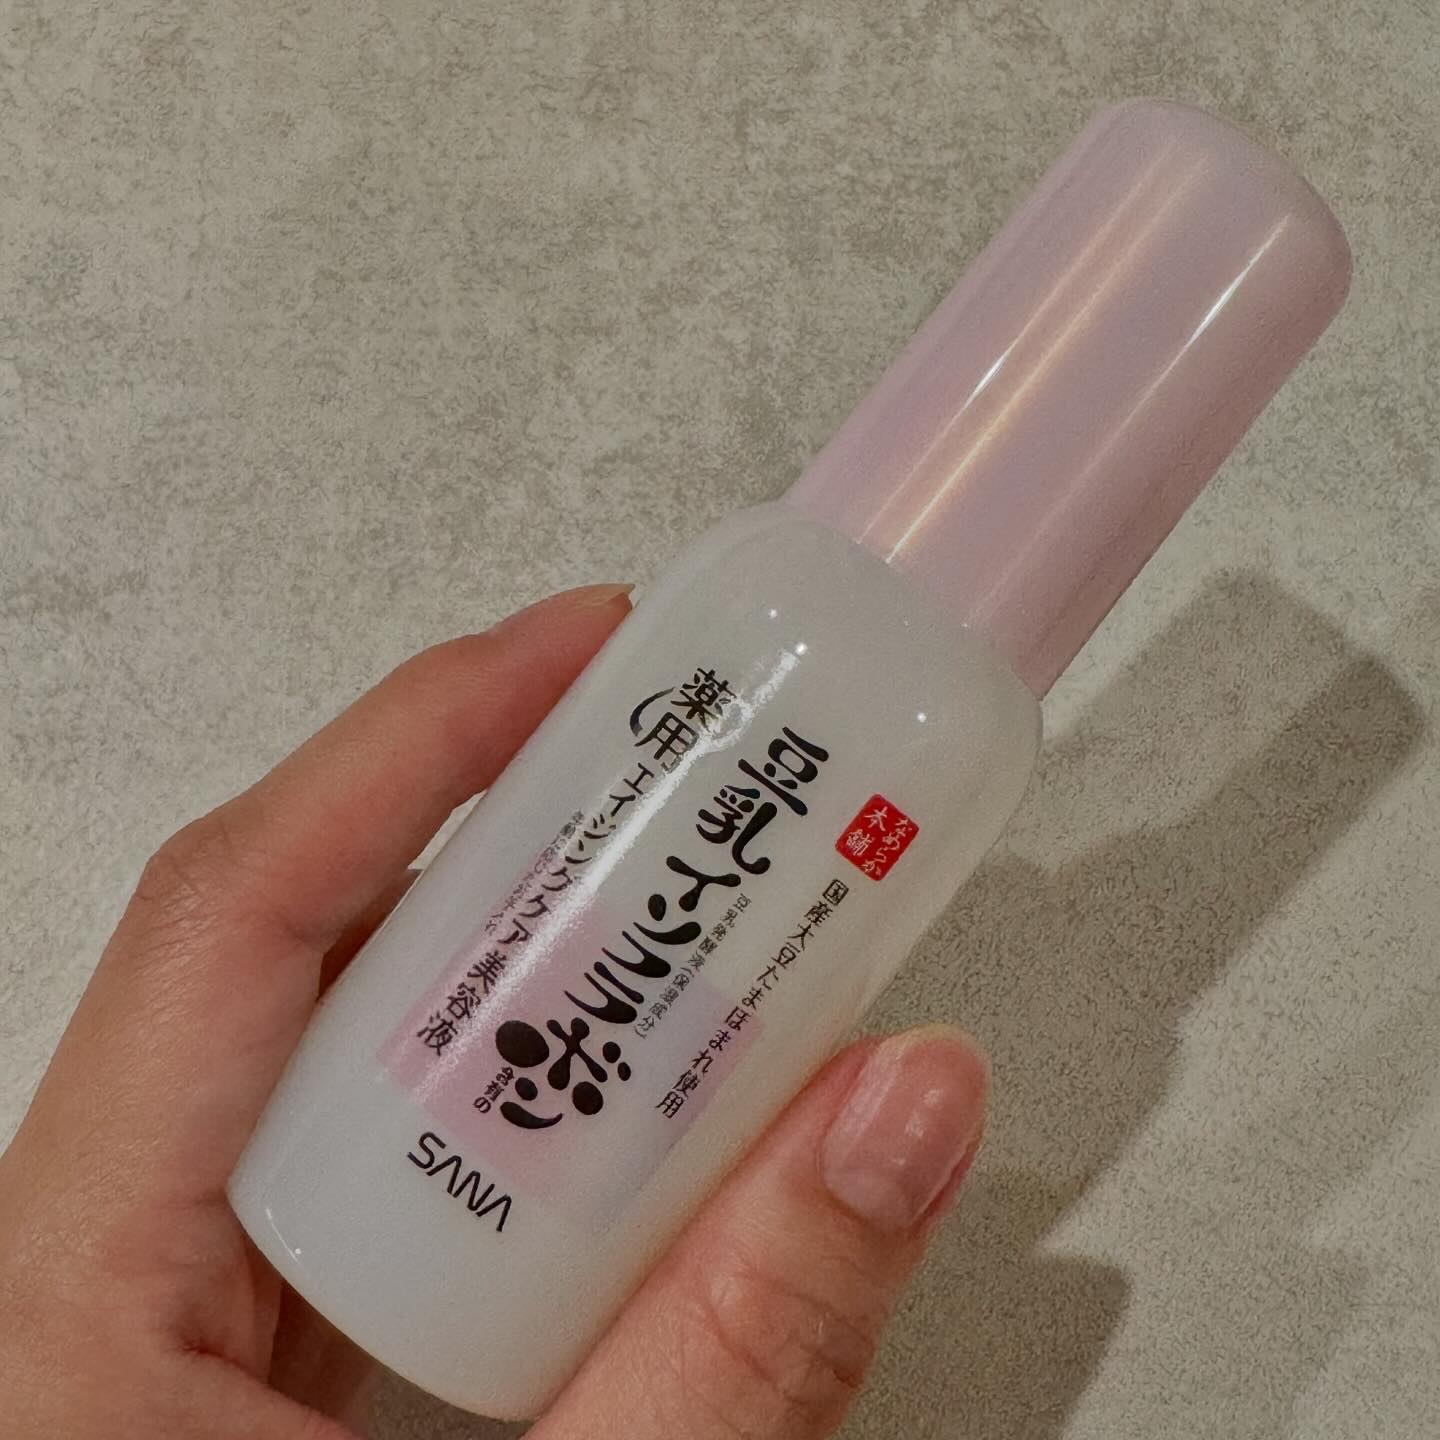 なめらか
本舗
国産大豆たまほまれ使用
豆乳イソフラボン
含有の
豆乳発酵液(保湿成分)
薬用
エイジングケア美容液
SANA